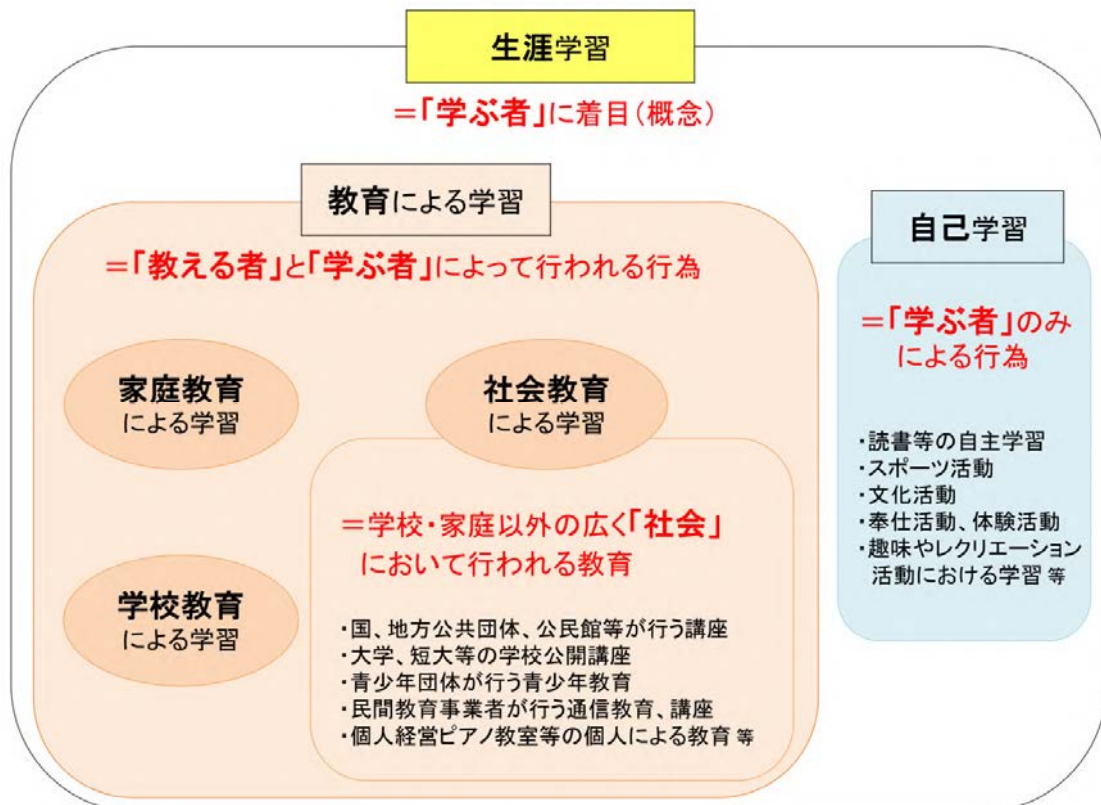 生涯学習
＝「学ぶ者」に着目（概念）
教育による学習
＝「教える者」と「学ぶ者」によって行われる行為
家庭教育
による学習
学校教育
による学習
社会教育
による学習
＝学校・家庭以外の広く「社会」
において行われる教育
・国、地方公共団体、公民館等が行う講座
・大学、短大等の学校公開講座
・青少年団体が行う青少年教育
・民間教育事業者が行う通信教育、講座
・個人経営ピアノ教室等の個人による教育 等
自己学習
＝「学ぶ者」のみ
による行為
・読書等の自主学習
・スポーツ活動
・文化活動
・奉仕活動、体験活動
・趣味やレクリエーション
活動における学習 等